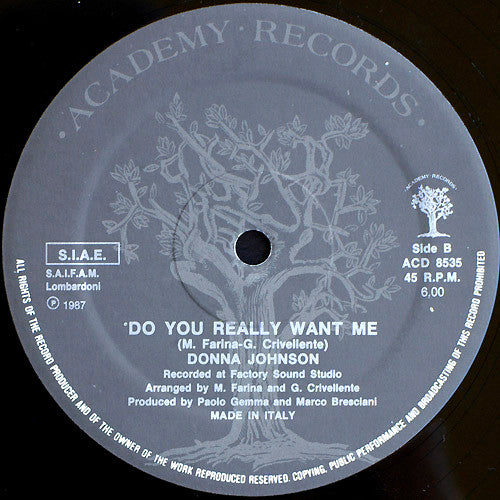 · ACADEMY · RECORDS ·
ACADEMY RECORDS
S.I.A.E.
S.A.I.F.A.M.
Lombardoni
℗ 1987
Side B
ACD 8535
45 R.P.M.
6,00
DO YOU REALLY WANT ME
(M. Farina-G. Crivellente)
DONNA JOHNSON
Recorded at Factory Sound Studio
Arranged by M. Farina and G. Crivellente
Produced by Paolo Gemma and Marco Bresciani
MADE IN ITALY
ALL RIGHTS OF THE RECORD PRODUCER AND OF THE OWNER OF THE WORK REPRODUCED RESERVED. COPYING, PUBLIC PERFORMANCE AND BROADCASTING OF THIS RECORD PROHIBITED